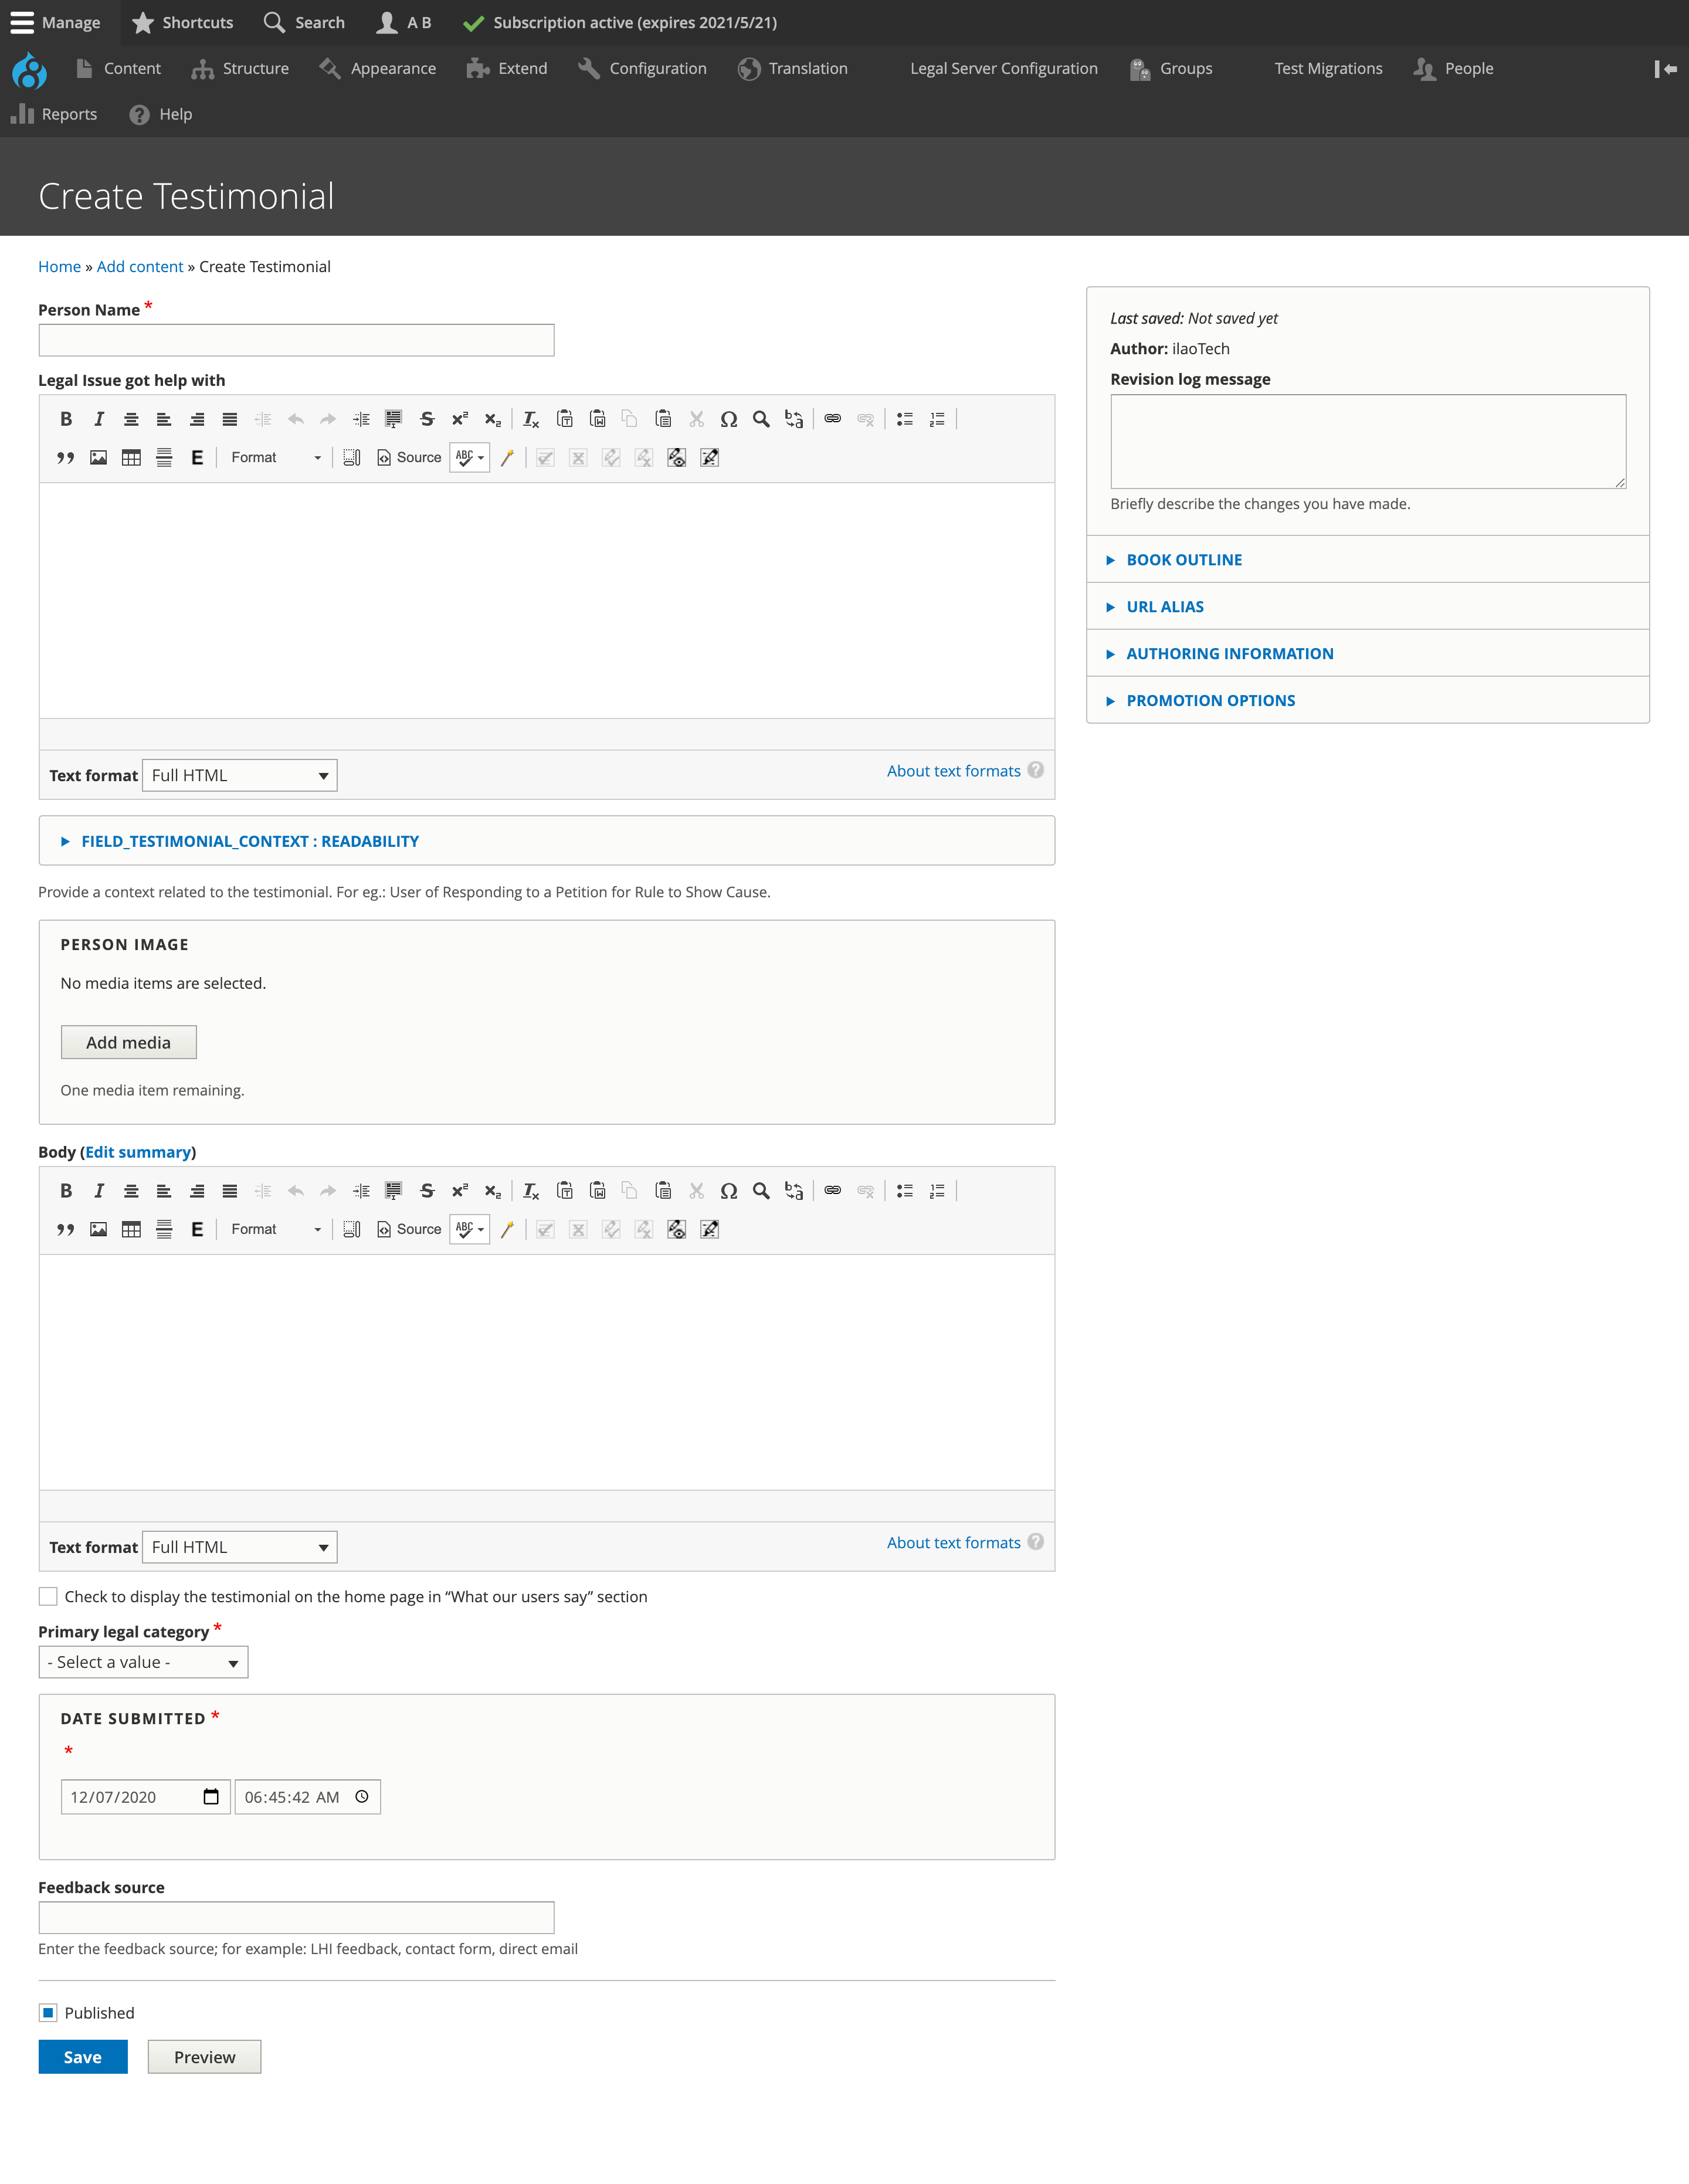 Manage Shortcuts Search A B Subscription active (expires 2021/5/21)
Content Structure Appearance Extend Configuration Translation Legal Server Configuration Groups Test Migrations People
Reports Help
Create Testimonial
Home » Add content » Create Testimonial
Person Name *
Legal Issue got help with
Format Source ABC
Text format Full HTML About text formats ?
FIELD_TESTIMONIAL_CONTEXT : READABILITY
Provide a context related to the testimonial. For eg.: User of Responding to a Petition for Rule to Show Cause.
PERSON IMAGE
No media items are selected.
Add media
One media item remaining.
Body (Edit summary)
Format Source ABC
Text format Full HTML About text formats ?
Check to display the testimonial on the home page in “What our users say” section
Primary legal category *
- Select a value -
DATE SUBMITTED *
*
12/07/2020 06:45:42 AM
Feedback source
Enter the feedback source; for example: LHI feedback, contact form, direct email
Published
Save Preview
Last saved: Not saved yet
Author: ilaoTech
Revision log message
Briefly describe the changes you have made.
BOOK OUTLINE
URL ALIAS
AUTHORING INFORMATION
PROMOTION OPTIONS